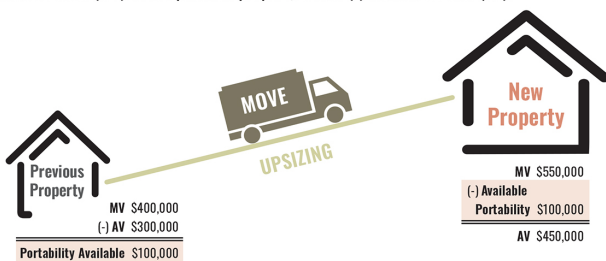 MOVE
UPSIZING
Previous
Property
MV $400,000
(-) AV $300,000
Portability Available $100,000
New
Property
MV $550,000
(-) Available
Portability $100,000
AV $450,000